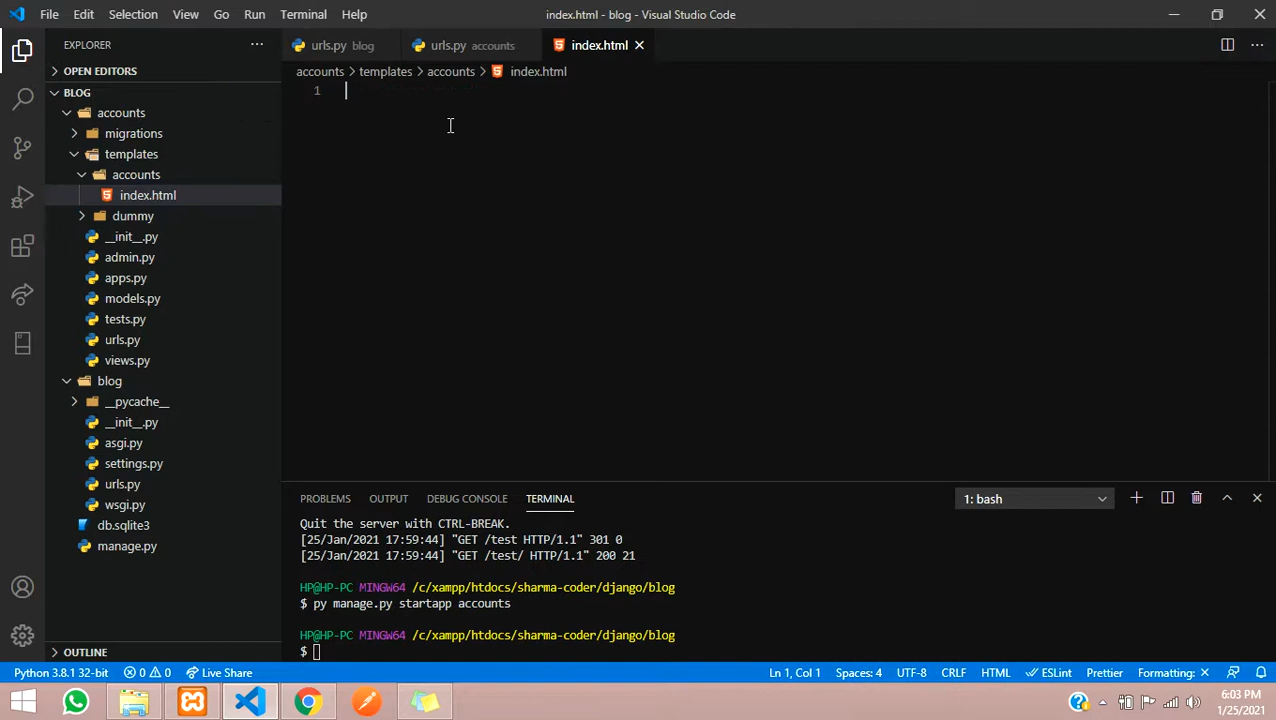 File Edit Selection View Go Run Terminal Help
index.html - blog - Visual Studio Code
EXPLORER
urls.py blog
urls.py accounts
index.html
OPEN EDITORS
accounts > templates > accounts > index.html
BLOG
1
accounts
migrations
templates
accounts
index.html
dummy
__init__.py
admin.py
apps.py
models.py
tests.py
urls.py
views.py
blog
__pycache__
__init__.py
asgi.py
settings.py
urls.py
wsgi.py
db.sqlite3
manage.py
OUTLINE
PROBLEMS OUTPUT DEBUG CONSOLE TERMINAL
1: bash
Quit the server with CTRL-BREAK.
[25/Jan/2021 17:59:44] "GET /test HTTP/1.1" 301 0
[25/Jan/2021 17:59:44] "GET /test/ HTTP/1.1" 200 21
HP@HP-PC MINGW64 /c/xampp/htdocs/sharma-coder/django/blog
$ py manage.py startapp accounts
HP@HP-PC MINGW64 /c/xampp/htdocs/sharma-coder/django/blog
$
Python 3.8.1 32-bit
0 0
Live Share
Ln 1, Col 1
Spaces: 4
UTF-8
CRLF
HTML
ESLint
Prettier
Formatting: ×
6:03 PM
1/25/2021